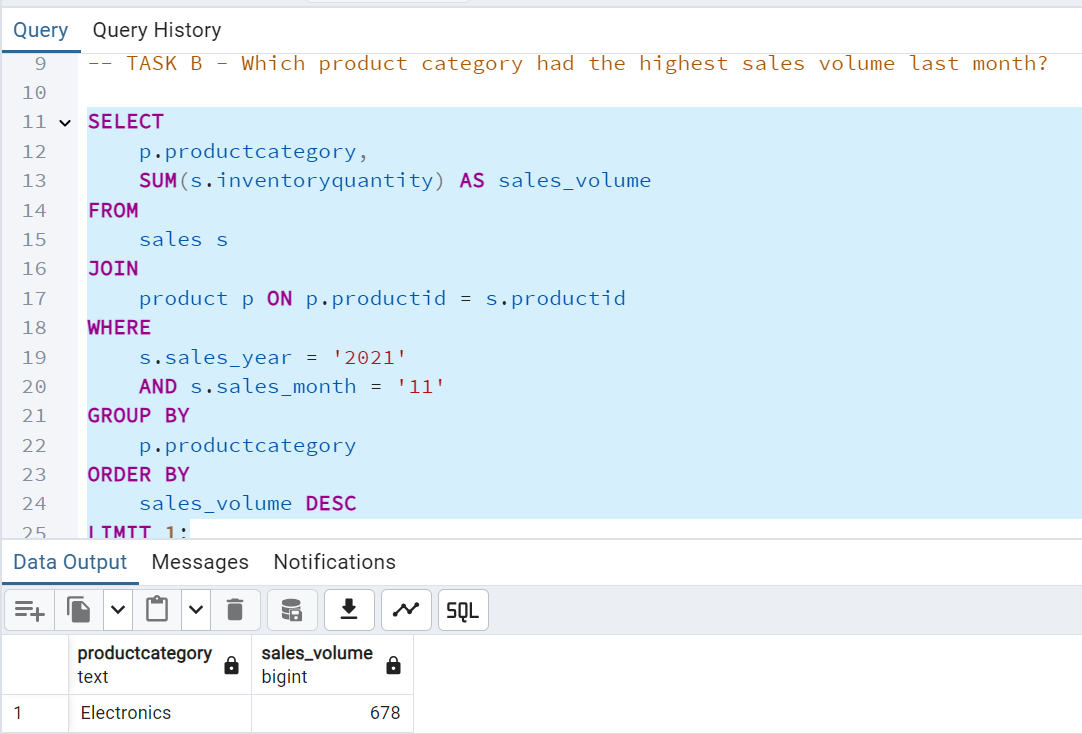 Query Query History
9 -- TASK B - Which product category had the highest sales volume last month?
10
11 SELECT
12 p.productcategory,
13 SUM(s.inventoryquantity) AS sales_volume
14 FROM
15 sales s
16 JOIN
17 product p ON p.productid = s.productid
18 WHERE
19 s.sales_year = '2021'
20 AND s.sales_month = '11'
21 GROUP BY
22 p.productcategory
23 ORDER BY
24 sales_volume DESC
25 LIMIT 1;
Data Output Messages Notifications
SQL
productcategory sales_volume
text bigint
1 Electronics 678